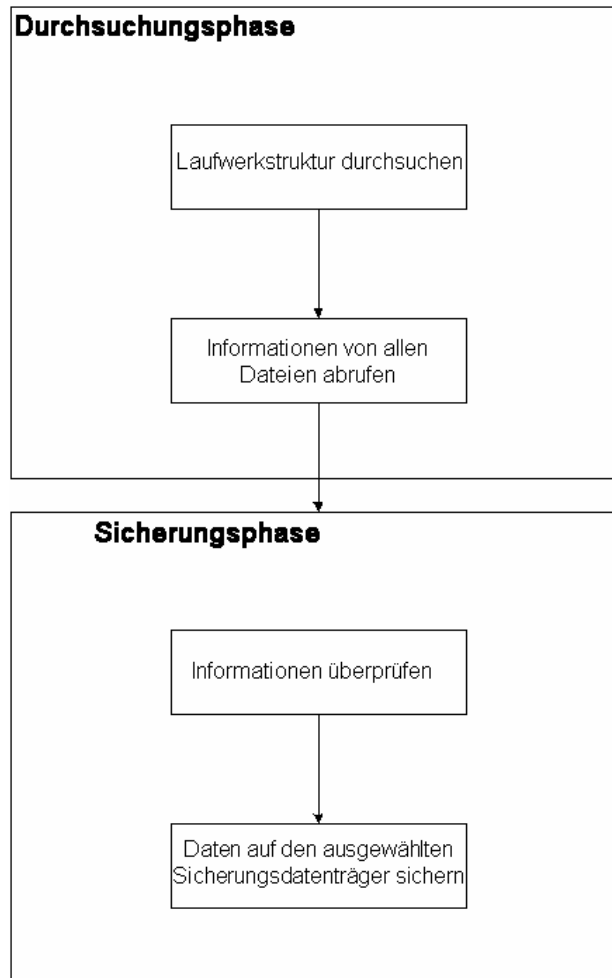 Durchsuchungsphase
Laufwerkstruktur durchsuchen
Informationen von allen
Dateien abrufen
Sicherungsphase
Informationen überprüfen
Daten auf den ausgewählten
Sicherungsdatenträger sichern